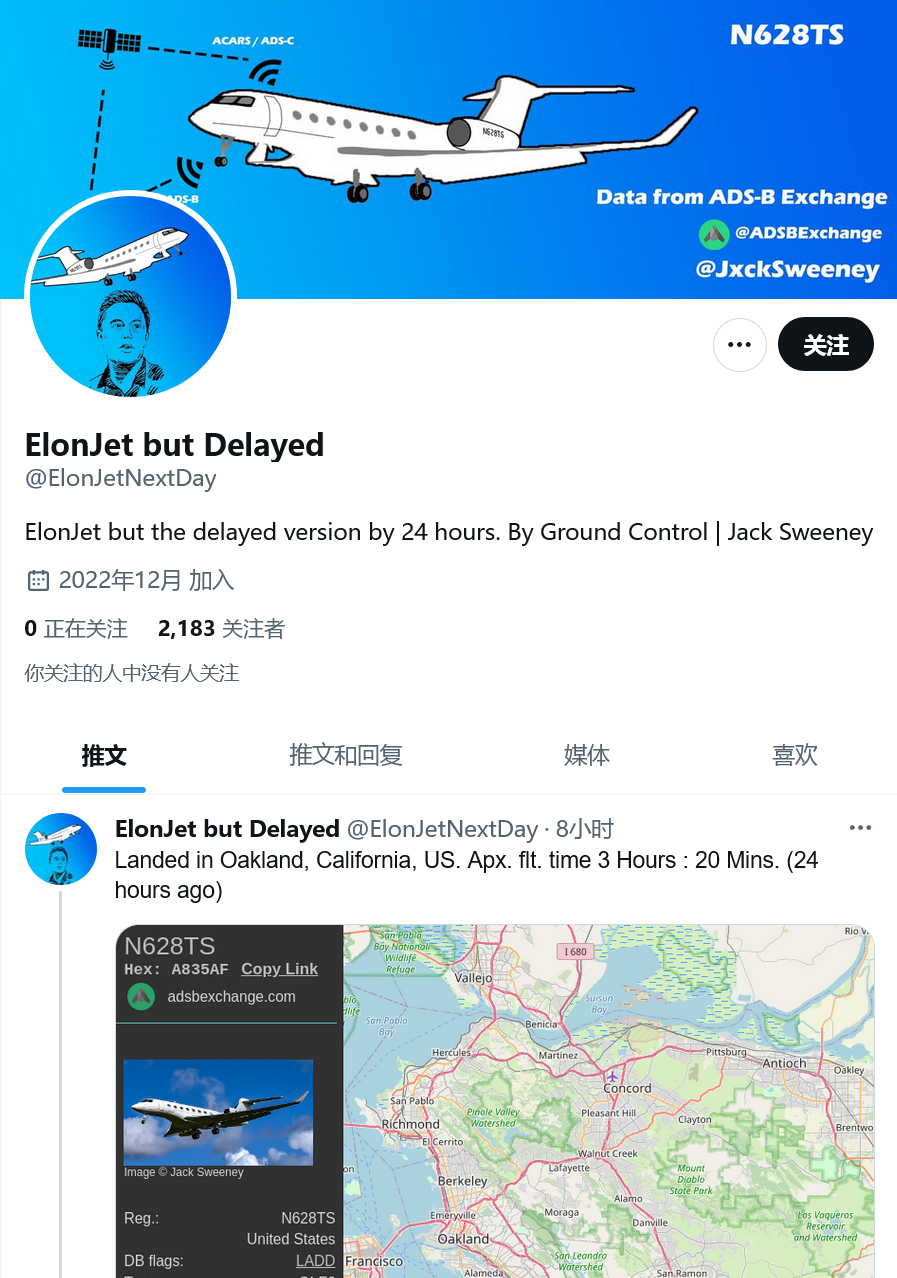 ACARS / ADS-C
N628TS
N628TS
Data from ADS-B Exchange
@ADSBExchange
@JxckSweeney
关注
ElonJet but Delayed
@ElonJetNextDay
ElonJet but the delayed version by 24 hours. By Ground Control | Jack Sweeney
2022年12月 加入
0 正在关注 2,183 关注者
你关注的人中没有人关注
推文 推文和回复 媒体 喜欢
ElonJet but Delayed @ElonJetNextDay · 8小时
Landed in Oakland, California, US. Apx. flt. time 3 Hours : 20 Mins. (24
hours ago)
N628TS
Hex: A835AF Copy Link
adsbexchange.com
Image © Jack Sweeney
Reg.: N628TS
United States
DB flags: LADD
San Pablo
Bay National
Wildlife
Refuge
I 680
Vallejo
Suisun
Bay
San Pablo
Bay
Benicia
Hercules
Martinez
Pittsburg
Antioch
Oakley
Concord
San Pablo
Pinole Valley
Watershed
Pleasant Hill
Clayton
Brentwo
Richmond
El Cerrito
Walnut Creek
Lafayette
Mount
Diablo
State Park
Berkeley
Alamo
Moraga
Danville
Emeryville
Oakland
Los Vaqueros
Reservoir
and Watershed
San Leandro
Watershed
Francisco
Alameda
San Ramon